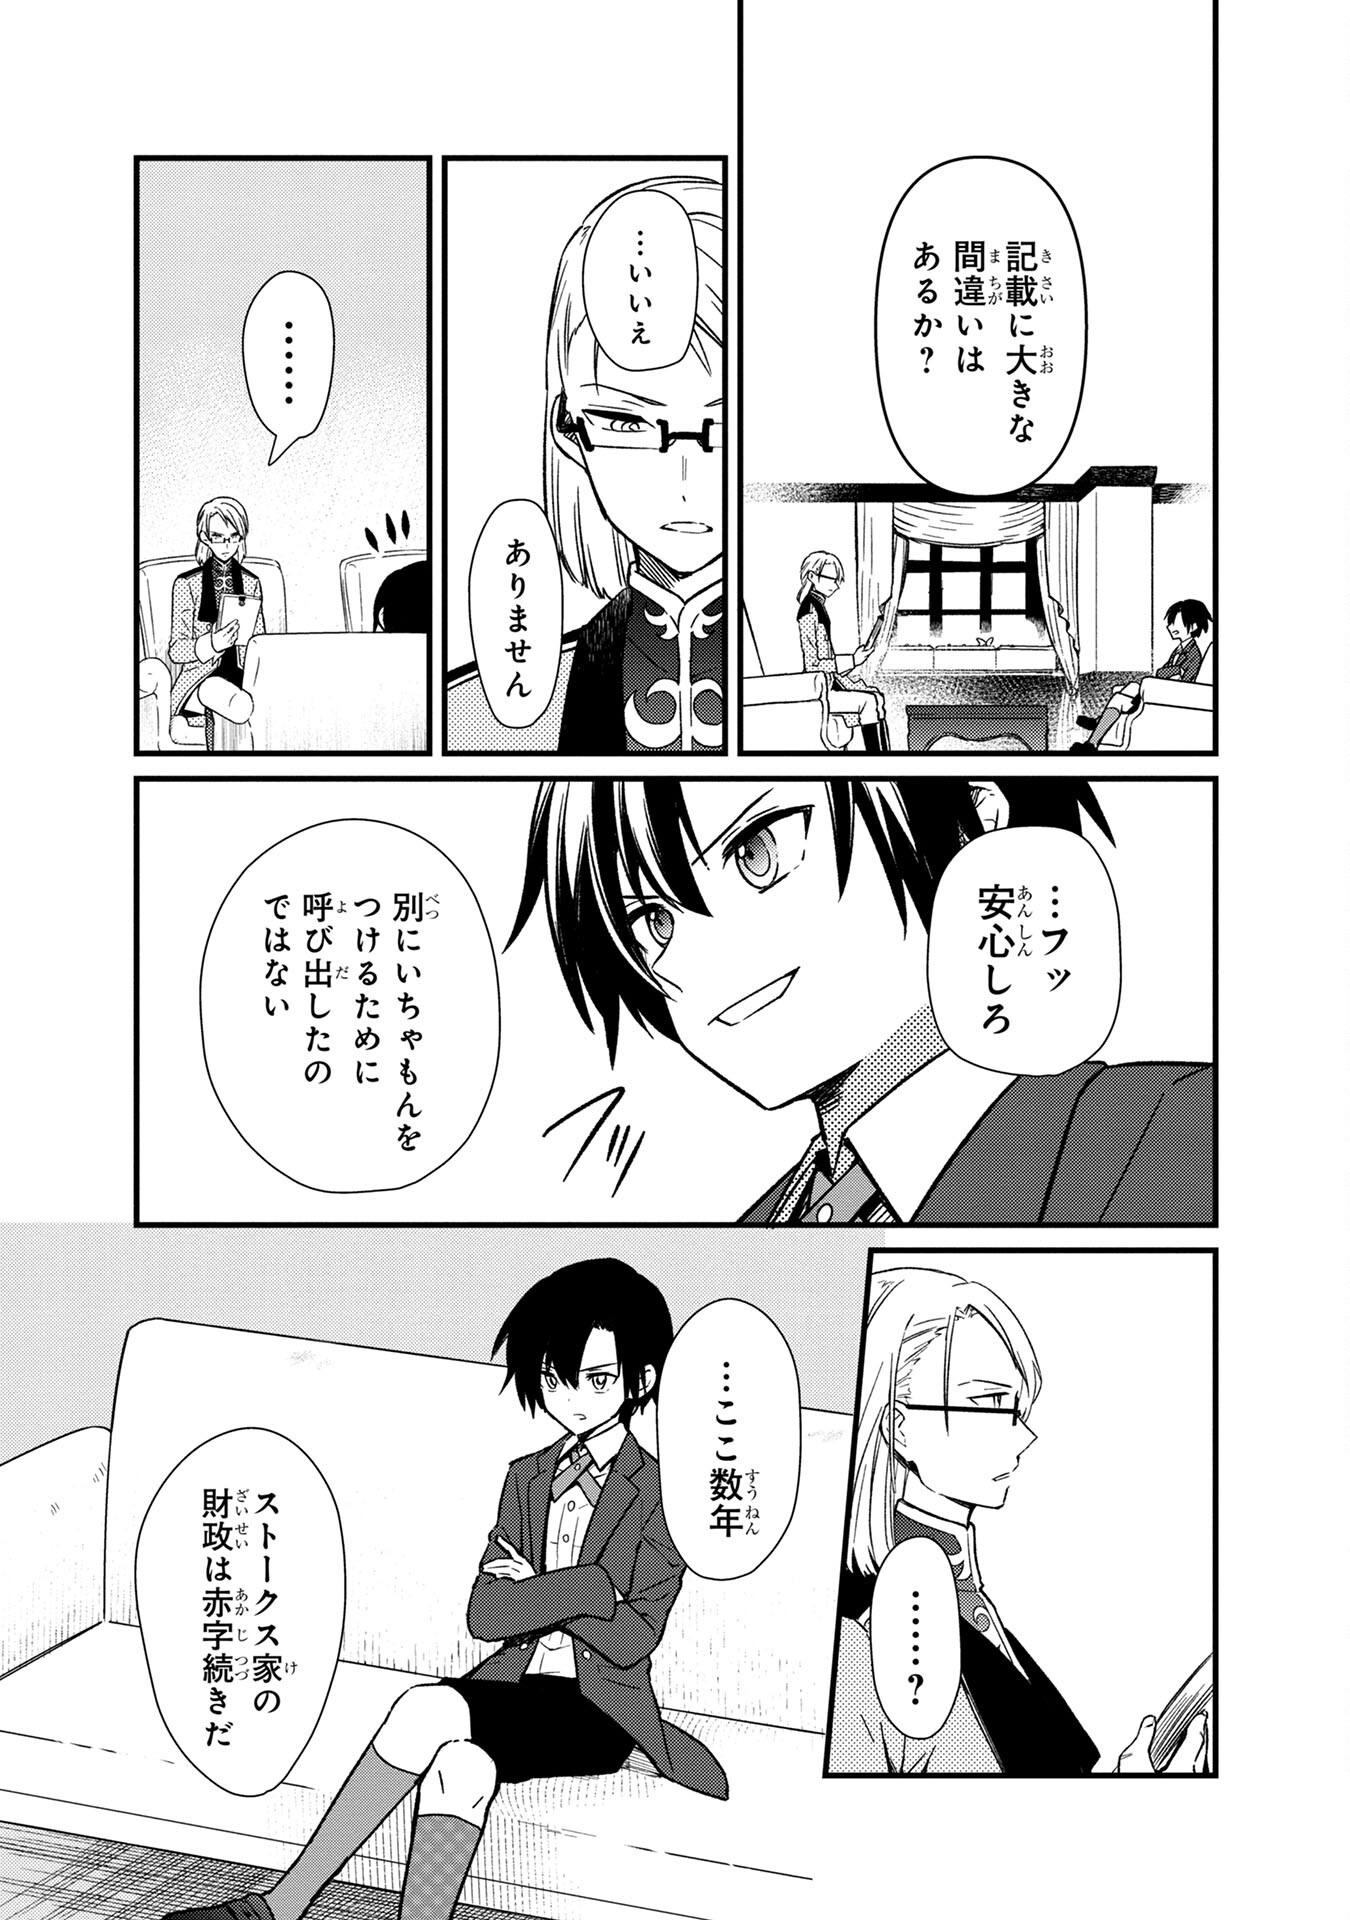 記載に大きな
間違いは
あるか？
…いいえ
ありません
……
…フッ
安心しろ
別にいちゃもんを
つけるために
呼び出したの
ではない
フッ
……？
…ここ数年
ストークス家の
財政は赤字続きだ